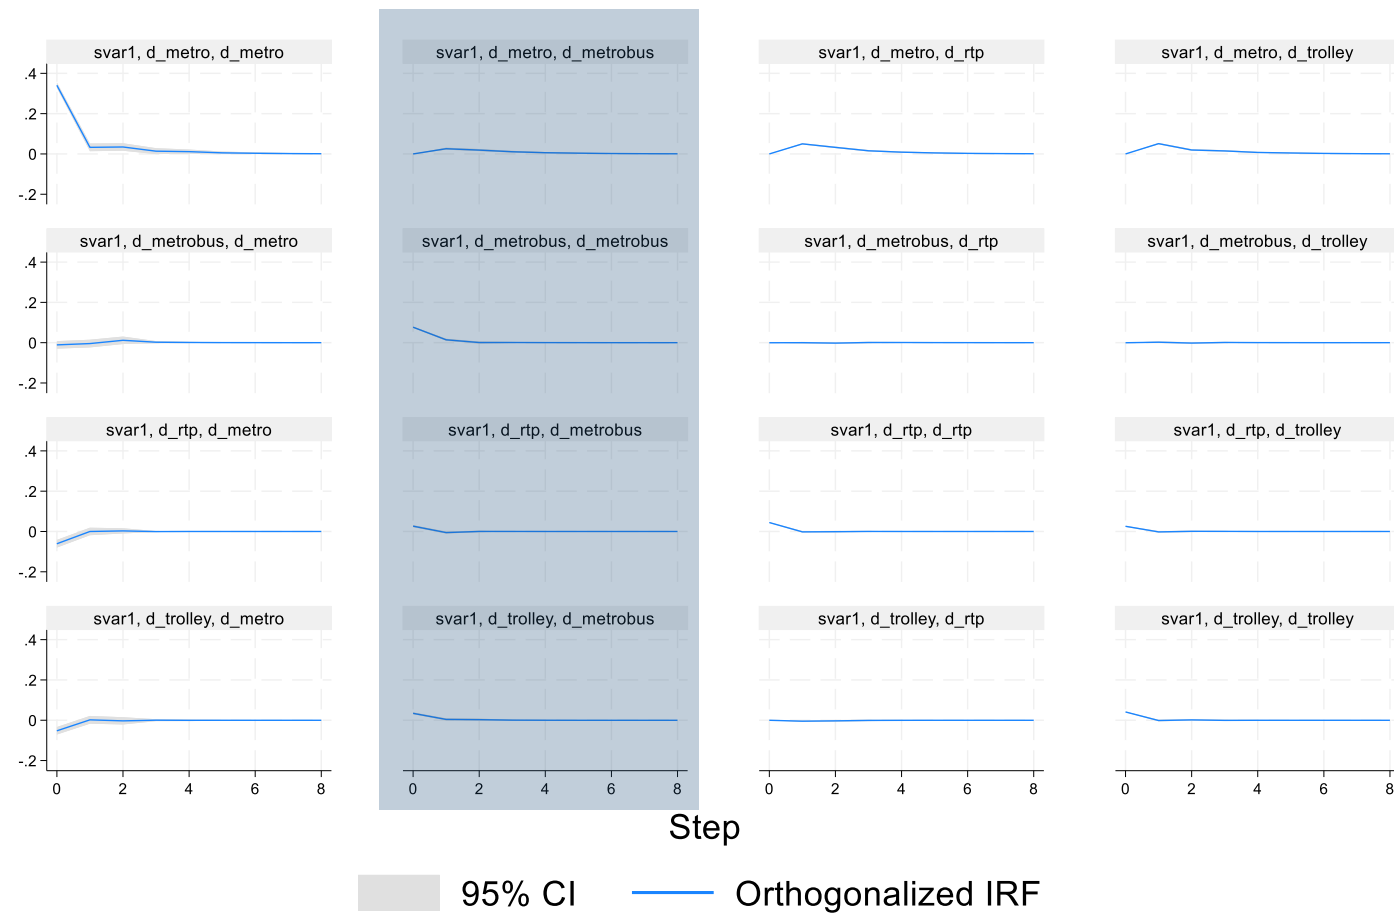 svar1, d_metro, d_metro
svar1, d_metro, d_metrobus
svar1, d_metro, d_rtp
svar1, d_metro, d_trolley
.4
.2
0
-.2
svar1, d_metrobus, d_metro
svar1, d_metrobus, d_metrobus
svar1, d_metrobus, d_rtp
svar1, d_metrobus, d_trolley
.4
.2
0
-.2
svar1, d_rtp, d_metro
svar1, d_rtp, d_metrobus
svar1, d_rtp, d_rtp
svar1, d_rtp, d_trolley
.4
.2
0
-.2
svar1, d_trolley, d_metro
svar1, d_trolley, d_metrobus
svar1, d_trolley, d_rtp
svar1, d_trolley, d_trolley
.4
.2
0
-.2
0 2 4 6 8
0 2 4 6 8
0 2 4 6 8
0 2 4 6 8
Step
95% CI
Orthogonalized IRF